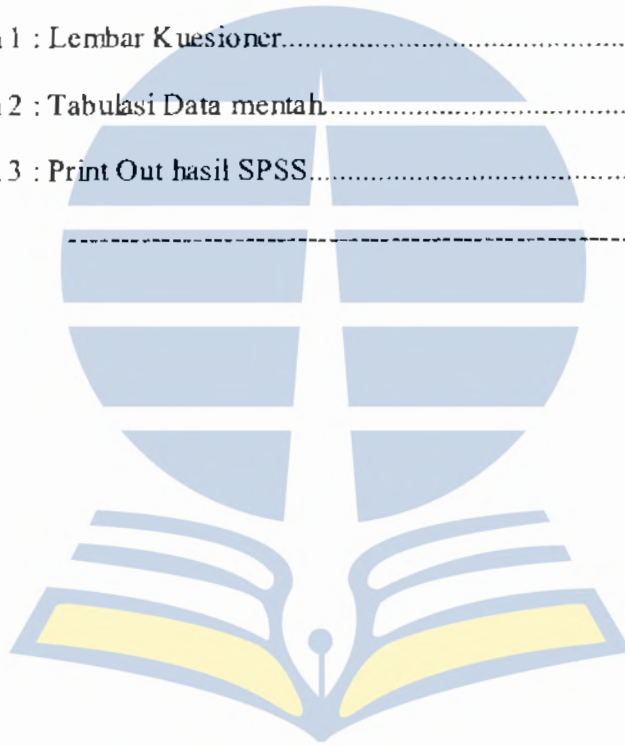 1 : Lembar Kuesioner..........................................
2 : Tabulasi Data mentah.....................................
3 : Print Out hasil SPSS........................................